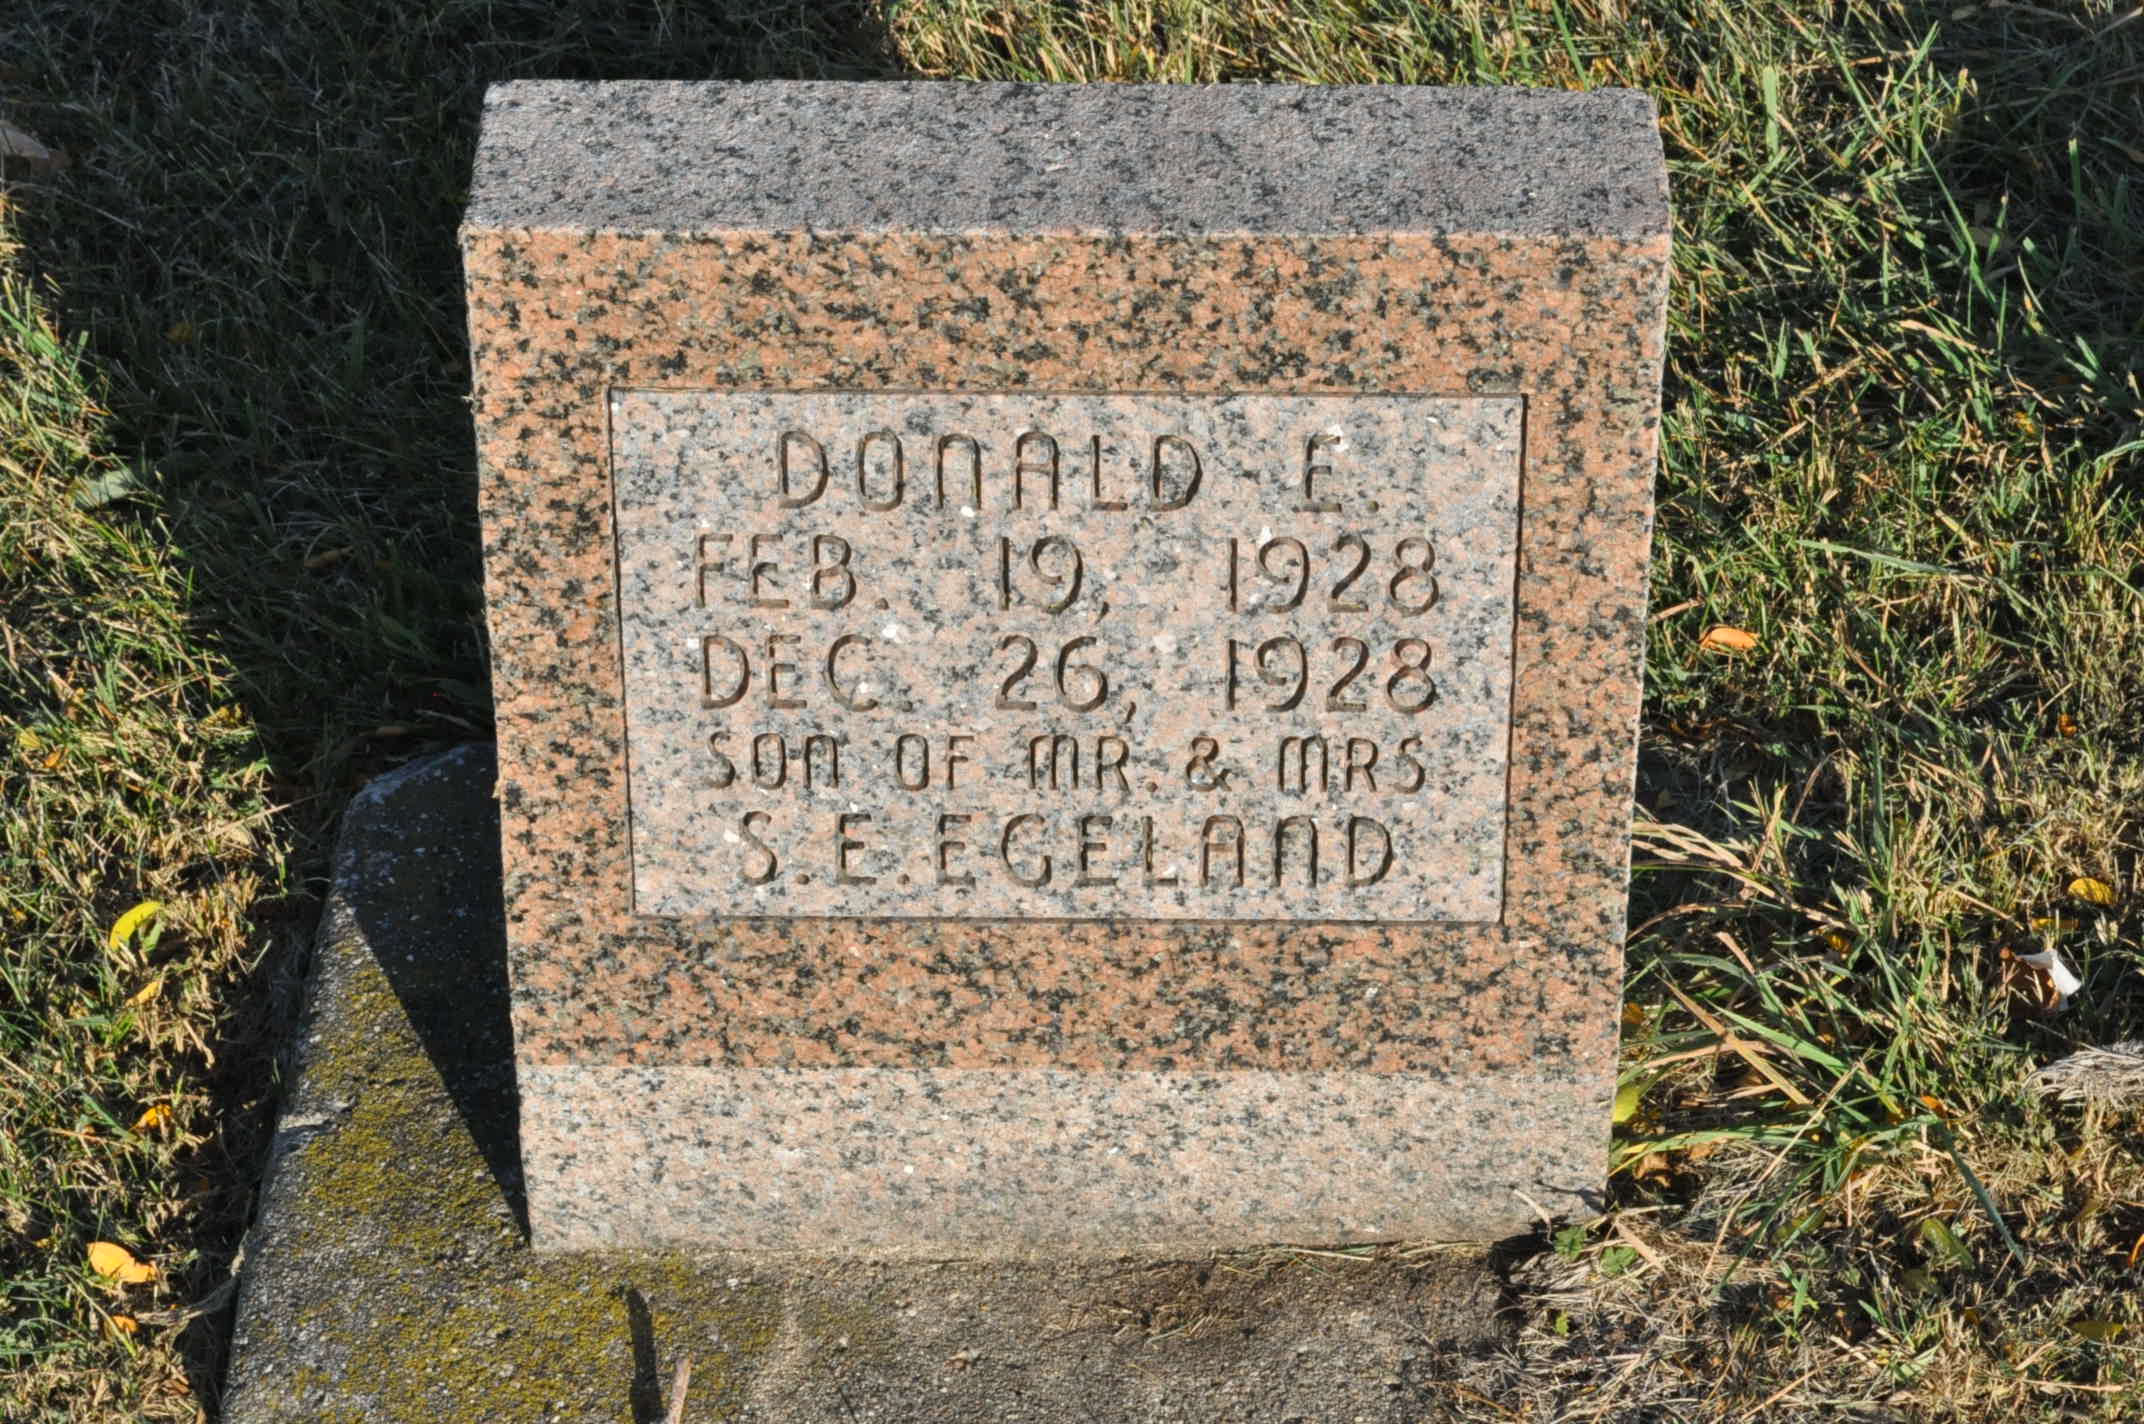 DONALD E.
FEB. 19, 1928
DEC. 26, 1928
SON OF MR. & MRS
S.E.EGELAND